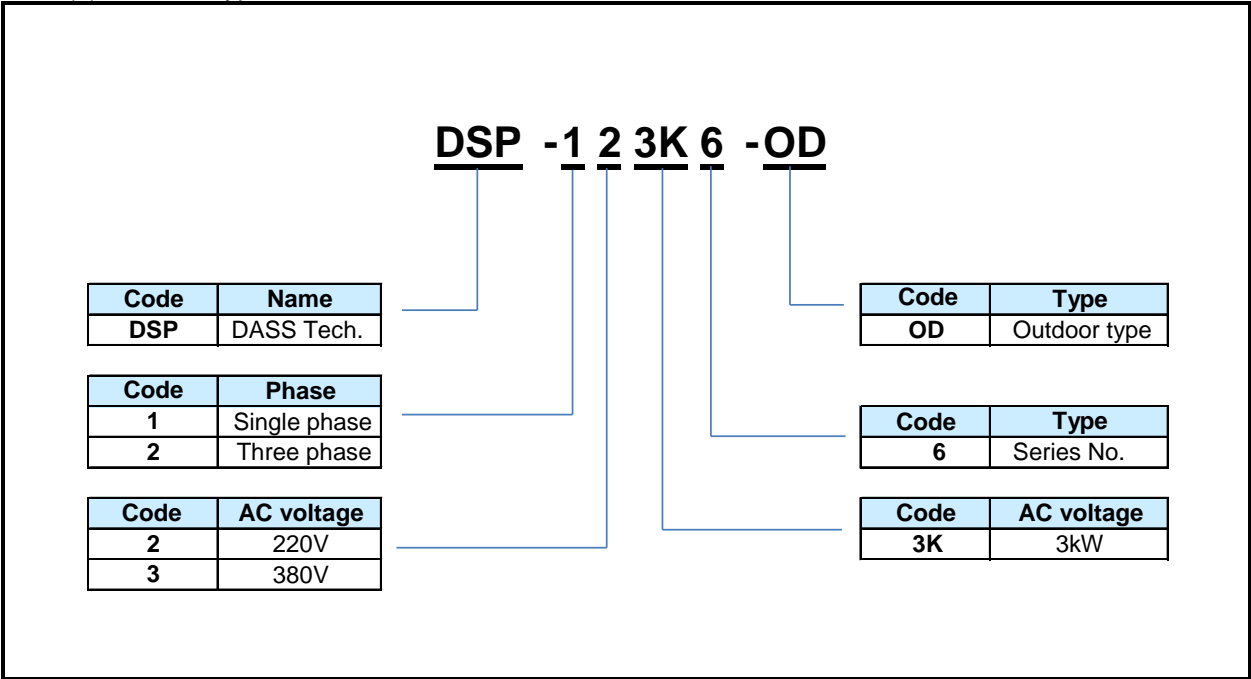 DSP -1 2 3K 6 -OD
Code Name
DSP DASS Tech.
Code Phase
1 Single phase
2 Three phase
Code AC voltage
2 220V
3 380V
Code Type
OD Outdoor type
Code Type
6 Series No.
Code AC voltage
3K 3kW